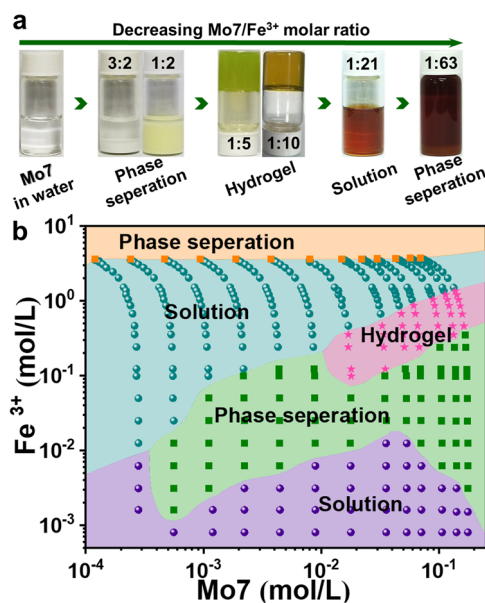 a
Decreasing Mo7/Fe³⁺ molar ratio
3:2
1:2
1:5
1:10
1:21
1:63
Mo7
in water
Phase
seperation
Hydrogel
Solution
Phase
seperation
b
Phase seperation
Solution
Hydrogel
Phase seperation
Solution
Fe ³⁺ (mol/L)
10¹
10⁰
10⁻¹
10⁻²
10⁻³
10⁻⁴
10⁻³
10⁻²
10⁻¹
Mo7 (mol/L)